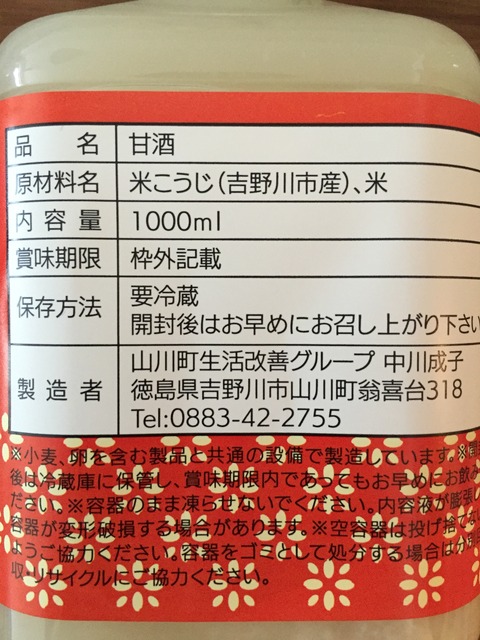 品名 甘酒
原材料名 米こうじ(吉野川市産)、米
内容量 1000ml
賞味期限 枠外記載
保存方法 要冷蔵
開封後はお早めにお召し上がり下さい
製造者 山川町生活改善グループ 中川成子
徳島県吉野川市山川町翁喜台318
Tel:0883-42-2755
※小麦、卵を含む製品と共通の設備で製造しています。※開
後は冷蔵庫に保管し、賞味期限内であってもお早めにお飲み
ださい。※容器のまま凍らせないでください。内容液が膨張し
容器が変形破損する場合があります。※空容器は投げ捨てな
ようご協力ください。容器をゴミとして処分する場合は分別
収・リサイクルにご協力ください。